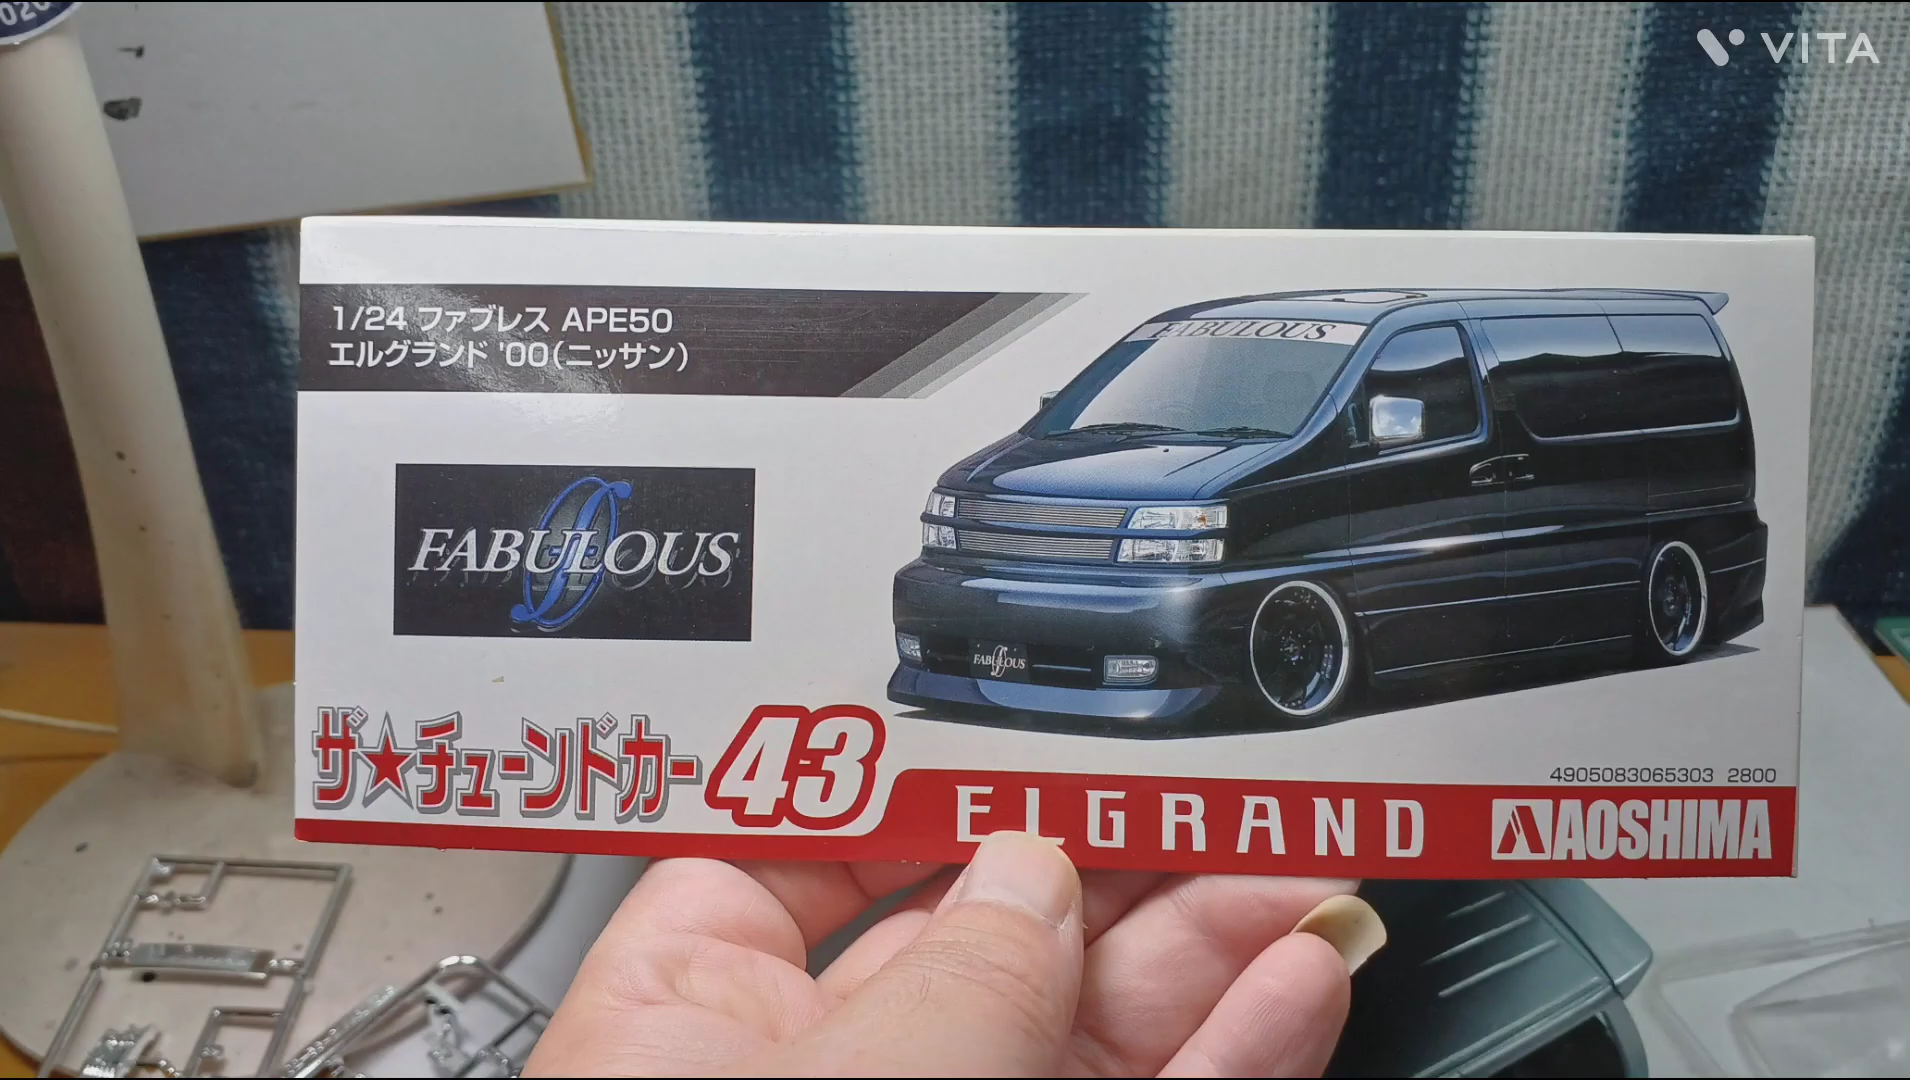 VITA
1/24 ファブレス APE50
エルグランド '00(ニッサン)
FABULOUS
FABULOUS
FABULOUS
ザ★チューンドカー 43
4905083065303 2800
ELGRAND
AOSHIMA